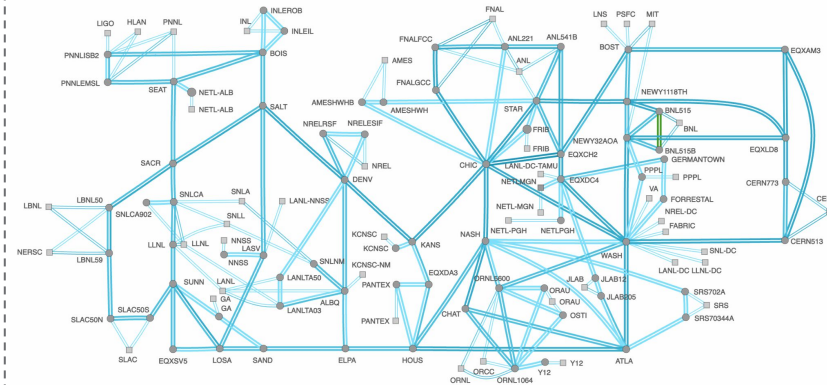 INLEROB
LIGO
HLAN
PNNL
INL
INLEIL
PNNLISB2
BOIS
PNNLEMSL
SEAT
NETL-ALB
NETL-ALB
SALT
SACR
NRELRSF
NRELESIF
NREL
DENV
AMES
AMESHWHB
AMESHWH
FNAL
FNALFCC
ANL221
ANL541B
ANL
FNALGCC
STAR
FRIB
FRIB
CHIC
EQXCH2
LNS
PSFC
MIT
BOST
EQXAM3
NEWY1118TH
BNL515
BNL
NEWY32AOA
BNL515B
EQXLD8
GERMANTOWN
LANL-DC-TAMU
NETLMGN
EQXDC4
PPPL
PPPL
CERN773
VA
FORRESTAL
NETL-MGN
NREL-DC
FABRIC
CE
NETL-PGH
NETLPGH
CERN513
WASH
SNL-DC
LANL-DC
LLNL-DC
LBNL
LBNL50
SNLCA902
SNLCA
SNLA
LANL-NNSS
SNLL
LLNL
LLNL
NNSS
LASV
NNSS
NERSC
LBNL59
KCNSC
KCNSC
KANS
NASH
SNLNM
KCNSC-NM
LANL
LANLTA50
SUNN
GA
GA
LANLTA03
ALBQ
PANTEX
EQXDA3
PANTEX
ORNL5600
CHAT
ORAU
ORAU
OSTI
JLAB
JLAB12
JLAB205
SRS702A
SRS
SRS70344A
SLAC50N
SLAC50S
SLAC
EQXSV5
LOSA
SAND
ELPA
HOUS
ATLA
ORNL
ORCC
ORNL1064
Y12
Y12